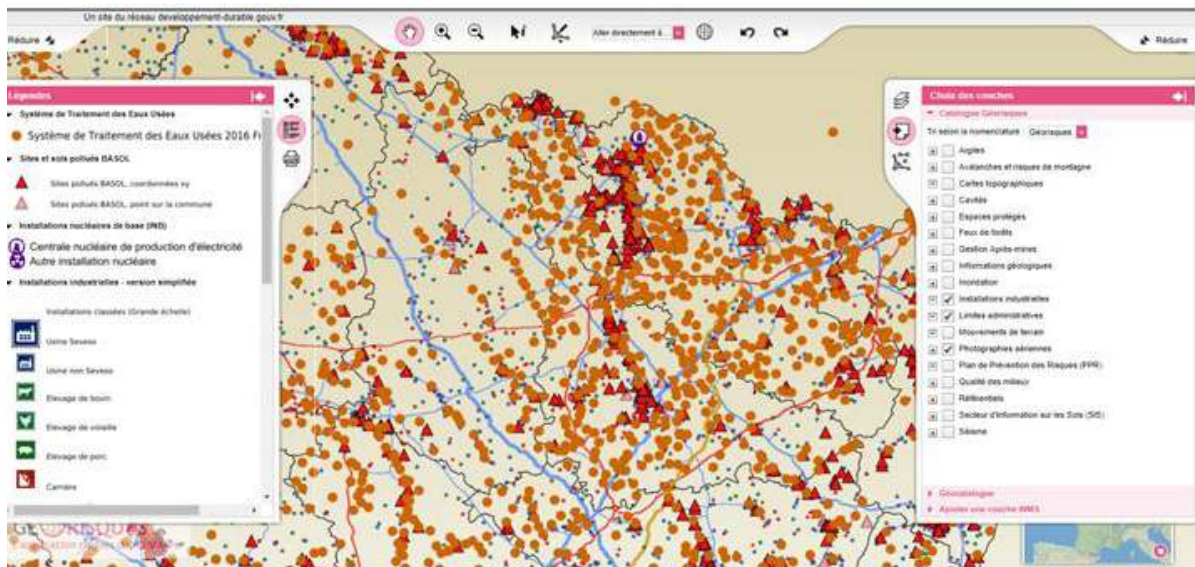 Un site du réseau developpement-durable.gouv.fr
Réduire
Aller directement à...
Réduire
Légendes
Système de Traitement des Eaux Usées
Système de Traitement des Eaux Usées 2016 Fr
Sites et sols pollués BASOL
Sites pollués BASOL, coordonnées xy
Sites pollués BASOL, point sur la commune
Installations nucléaires de base (INB)
Centrale nucléaire de production d'électricité
Autre installation nucléaire
Installations industrielles - version simplifiée
Installations classées (Grande échelle)
Usine Seveso
Usine non Seveso
Elevage de bovin
Elevage de volaille
Elevage de porc
Carrière
GEORISQUES
Choix des couches
Catalogue Géorisques
Tri selon la nomenclature Géorisques
Argiles
Avalanches et risques de montagne
Cartes topographiques
Cavités
Espaces protégés
Feux de forêts
Gestion Après-mines
Informations géologiques
Inondation
Installations industrielles
Limites administratives
Mouvements de terrain
Photographies aériennes
Plan de Prévention des Risques (PPR)
Qualité des milieux
Référentiels
Secteur d'Information sur les Sols (SIS)
Séisme
Géocatalogue
Ajouter une couche WMS